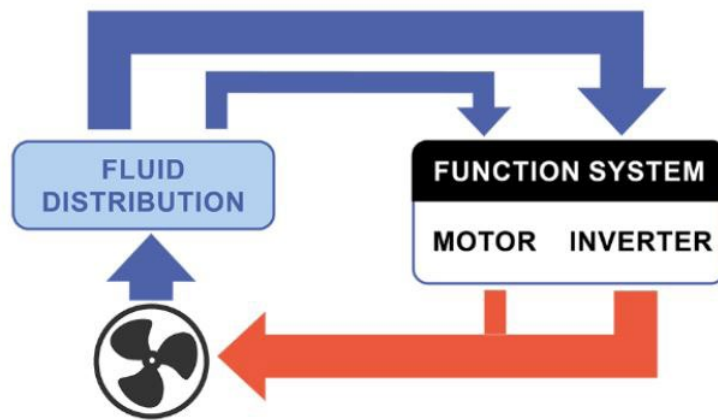 FLUID
DISTRIBUTION
FUNCTION SYSTEM
MOTOR INVERTER